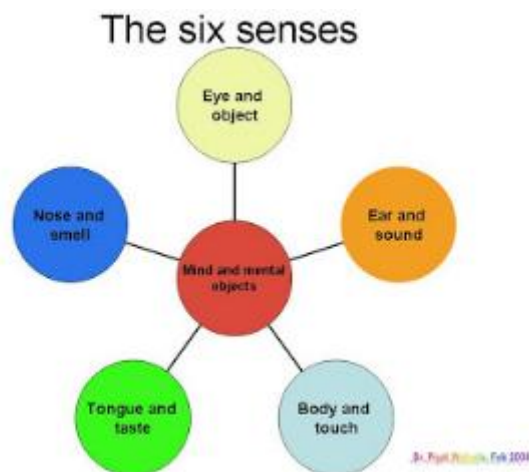 The six senses
Eye and
object
Nose and
smell
Ear and
sound
Mind and mental
objects
Tongue and
taste
Body and
touch
Dr.